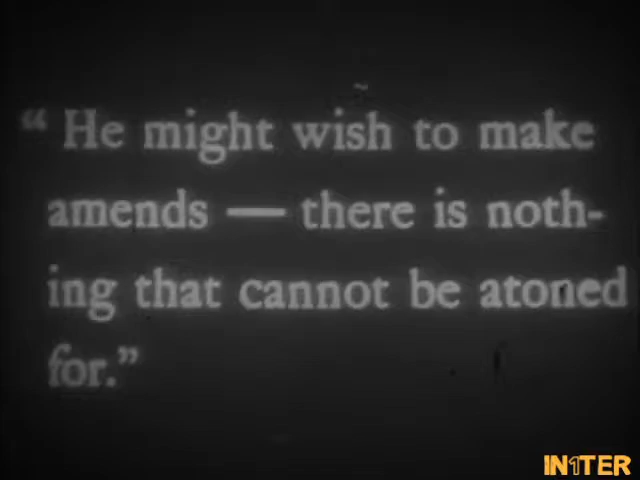 “ He might wish to make
amends — there is noth-
ing that cannot be atoned
for.”
IN1TER